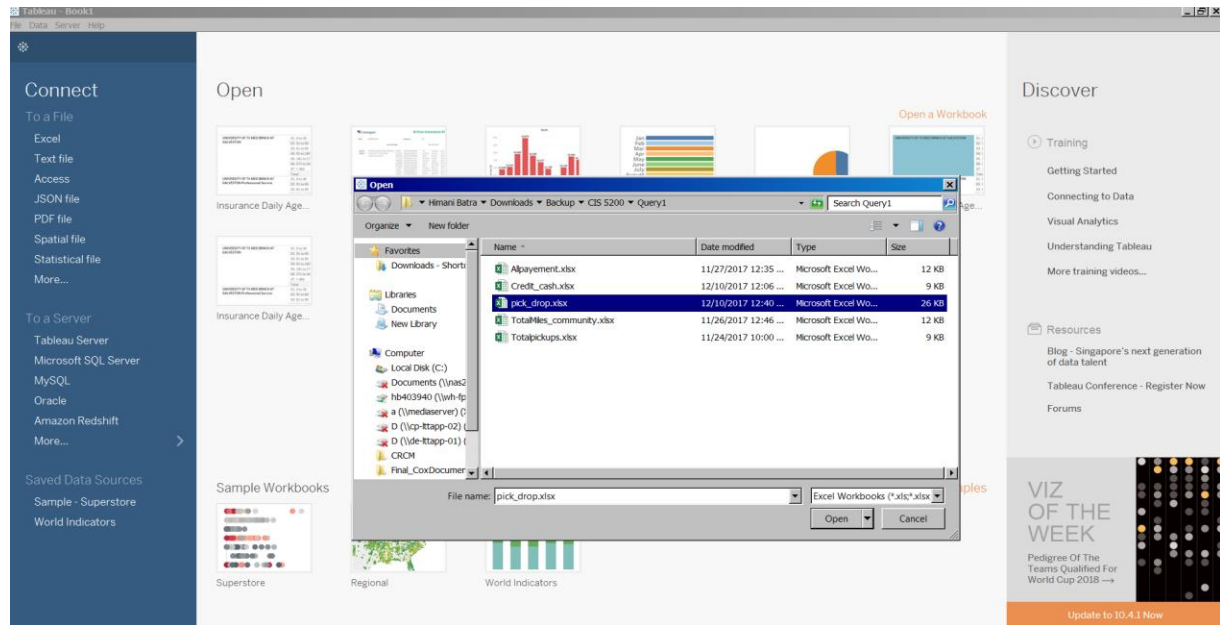 Tableau - Book1
File Data Server Help
Connect
To a File
Excel
Text file
Access
JSON file
PDF file
Spatial file
Statistical file
More...
To a Server
Tableau Server
Microsoft SQL Server
MySQL
Oracle
Amazon Redshift
More...
Saved Data Sources
Sample - Superstore
World Indicators
Open
Open a Workbook
Insurance Daily Age...
Insurance Daily Age...
Jan
Feb
Mar
Apr
May
June
July
Age...
Open
Himani Batra
Downloads
Backup
CIS 5200
Query1
Search Query1
Organize
New folder
Favorites
Downloads - Short
Libraries
Documents
New Library
Computer
Local Disk (C:)
Documents (\\nas2
hb403940 (\\wh-fp
a (\\mediaserver) (
D (\\cp-lttapp-02) (
D (\\de-lttapp-01) (
CRCM
Final_CoxDocumer
Name Date modified Type Size
Alpayement.xlsx 11/27/2017 12:35 ... Microsoft Excel Wo... 12 KB
Credit_cash.xlsx 12/10/2017 12:06 ... Microsoft Excel Wo... 9 KB
pick_drop.xlsx 12/10/2017 12:40 ... Microsoft Excel Wo... 26 KB
TotalMiles_community.xlsx 11/26/2017 12:46 ... Microsoft Excel Wo... 12 KB
Totalpickups.xlsx 11/24/2017 10:00 ... Microsoft Excel Wo... 9 KB
File name: pick_drop.xlsx Excel Workbooks (*.xls;*.xlsx
Open Cancel
Sample Workbooks
ples
Superstore
Regional
World Indicators
Discover
Training
Getting Started
Connecting to Data
Visual Analytics
Understanding Tableau
More training videos...
Resources
Blog - Singapore's next generation
of data talent
Tableau Conference - Register Now
Forums
VIZ
OF THE
WEEK
Pedigree Of The
Teams Qualified For
World Cup 2018 →
Update to 10.4.1 Now